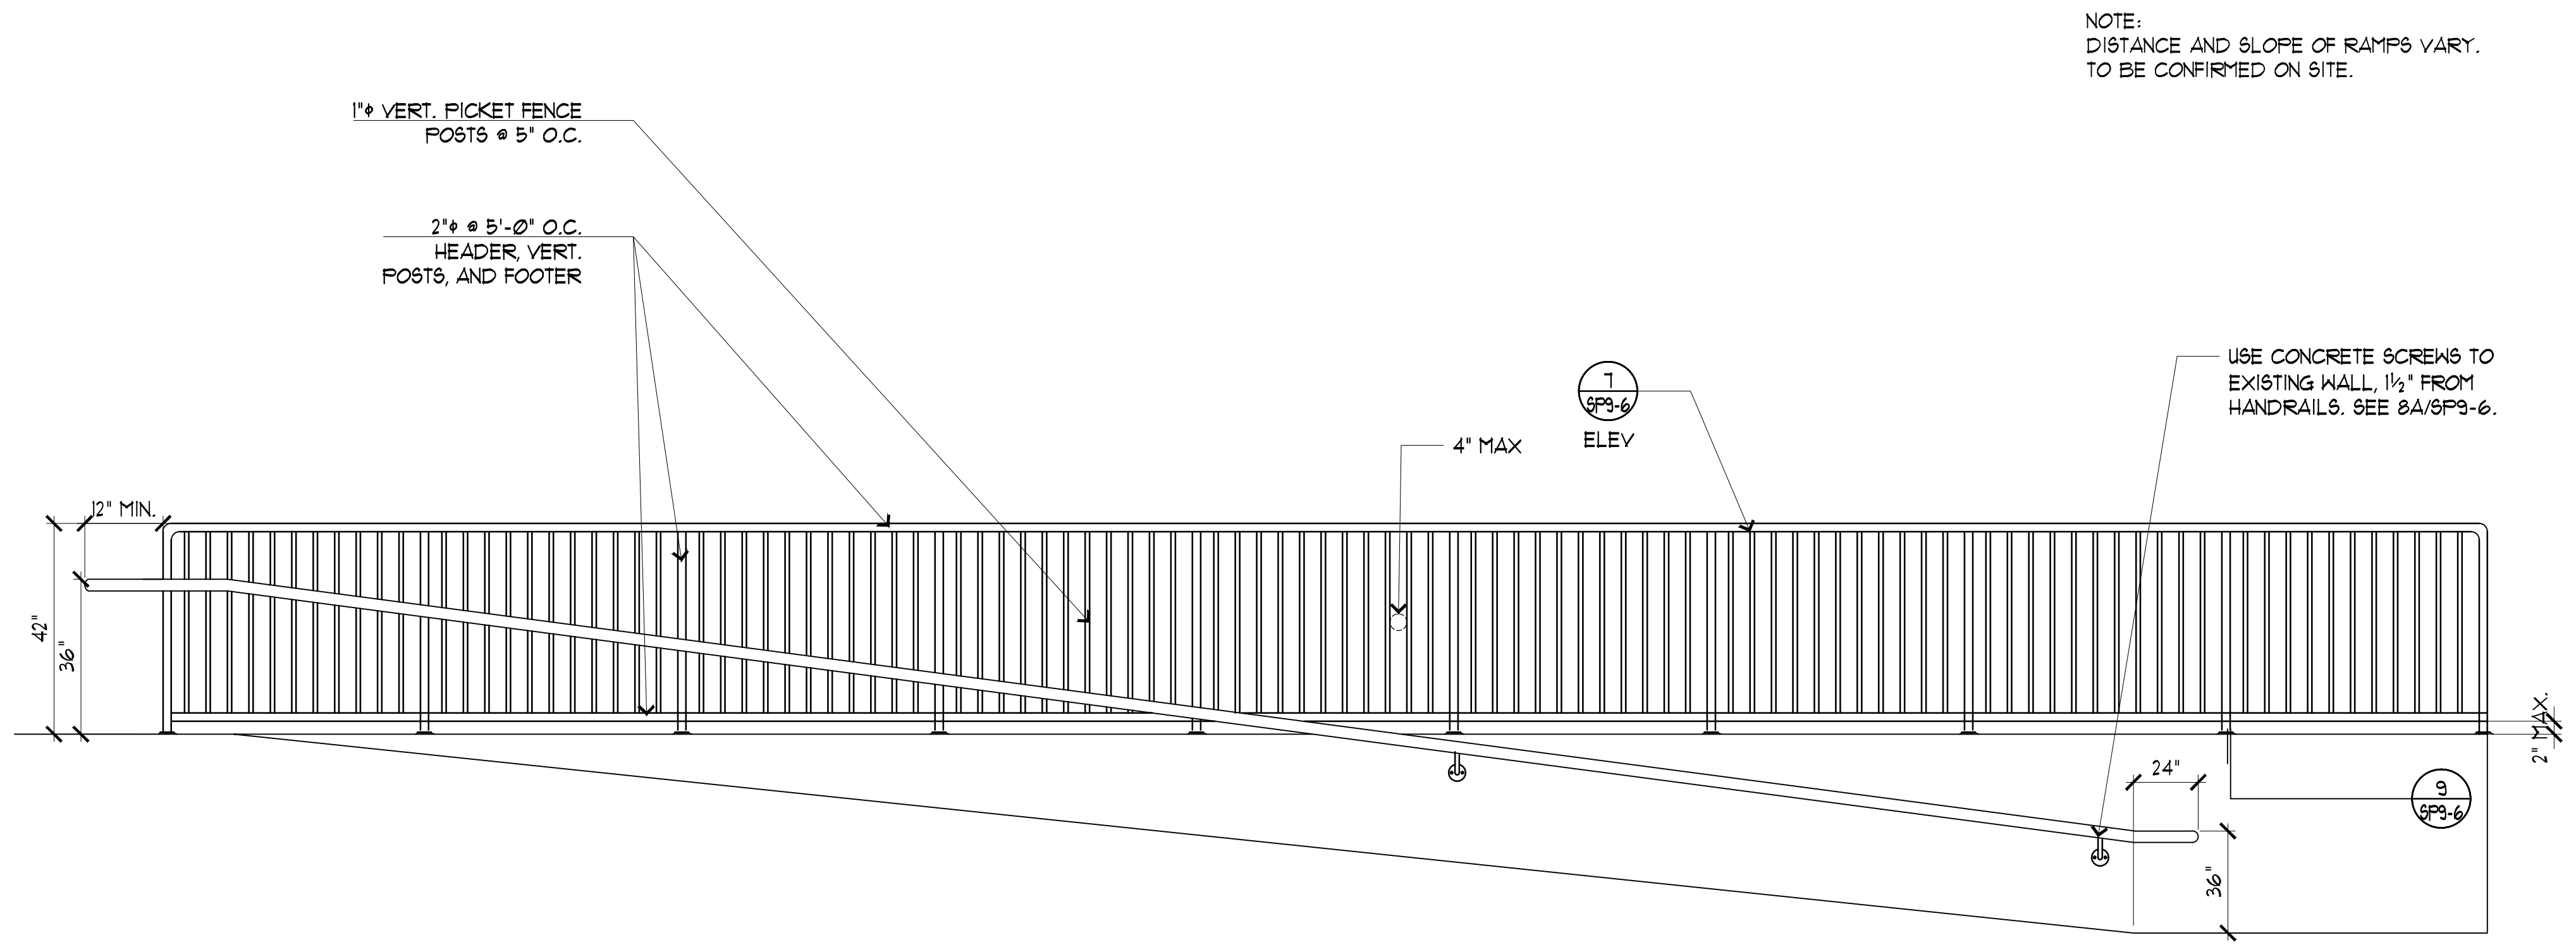 NOTE:
DISTANCE AND SLOPE OF RAMPS VARY.
TO BE CONFIRMED ON SITE.
1"ϕ VERT. PICKET FENCE
POSTS @ 5" O.C.
2"ϕ @ 5'-0" O.C.
HEADER, VERT.
POSTS, AND FOOTER
USE CONCRETE SCREWS TO
EXISTING WALL, 1½" FROM
HANDRAILS. SEE 8A/SP9-6.
7
SP9-6
ELEV
4" MAX
12" MIN.
42"
36"
2" MAX.
24"
9
SP9-6
36"